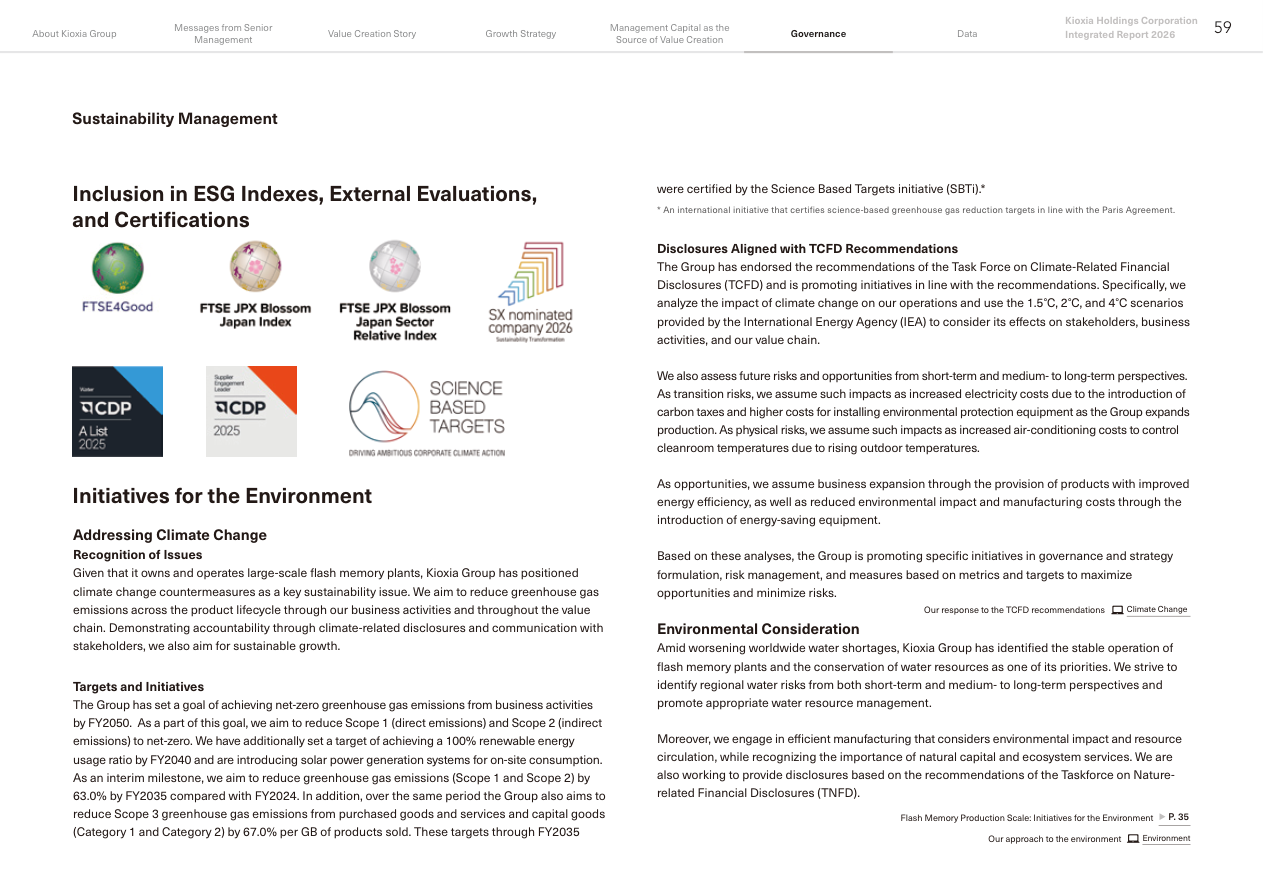 About Kioxia Group
Messages from Senior
Management
Value Creation Story
Growth Strategy
Management Capital as the
Source of Value Creation
Governance
Data
Kioxia Holdings Corporation
Integrated Report 2026
59
Sustainability Management
Inclusion in ESG Indexes, External Evaluations,
and Certifications
FTSE4Good
FTSE JPX Blossom
Japan Index
FTSE JPX Blossom
Japan Sector
Relative Index
SX nominated
company 2026
Sustainability Transformation
Water
CDP
A List
2025
Supplier
Engagement
Leader
CDP
2025
SCIENCE
BASED
TARGETS
DRIVING AMBITIOUS CORPORATE CLIMATE ACTION
Initiatives for the Environment
Addressing Climate Change
Recognition of Issues
Given that it owns and operates large-scale flash memory plants, Kioxia Group has positioned
climate change countermeasures as a key sustainability issue. We aim to reduce greenhouse gas
emissions across the product lifecycle through our business activities and throughout the value
chain. Demonstrating accountability through climate-related disclosures and communication with
stakeholders, we also aim for sustainable growth.
Targets and Initiatives
The Group has set a goal of achieving net-zero greenhouse gas emissions from business activities
by FY2050.  As a part of this goal, we aim to reduce Scope 1 (direct emissions) and Scope 2 (indirect
emissions) to net-zero. We have additionally set a target of achieving a 100% renewable energy
usage ratio by FY2040 and are introducing solar power generation systems for on-site consumption.
As an interim milestone, we aim to reduce greenhouse gas emissions (Scope 1 and Scope 2) by
63.0% by FY2035 compared with FY2024. In addition, over the same period the Group also aims to
reduce Scope 3 greenhouse gas emissions from purchased goods and services and capital goods
(Category 1 and Category 2) by 67.0% per GB of products sold. These targets through FY2035
were certified by the Science Based Targets initiative (SBTi).*
* An international initiative that certifies science-based greenhouse gas reduction targets in line with the Paris Agreement.
Disclosures Aligned with TCFD Recommendations
The Group has endorsed the recommendations of the Task Force on Climate-Related Financial
Disclosures (TCFD) and is promoting initiatives in line with the recommendations. Specifically, we
analyze the impact of climate change on our operations and use the 1.5℃, 2℃, and 4℃ scenarios
provided by the International Energy Agency (IEA) to consider its effects on stakeholders, business
activities, and our value chain.
We also assess future risks and opportunities from short-term and medium- to long-term perspectives.
As transition risks, we assume such impacts as increased electricity costs due to the introduction of
carbon taxes and higher costs for installing environmental protection equipment as the Group expands
production. As physical risks, we assume such impacts as increased air-conditioning costs to control
cleanroom temperatures due to rising outdoor temperatures.
As opportunities, we assume business expansion through the provision of products with improved
energy efficiency, as well as reduced environmental impact and manufacturing costs through the
introduction of energy-saving equipment.
Based on these analyses, the Group is promoting specific initiatives in governance and strategy
formulation, risk management, and measures based on metrics and targets to maximize
opportunities and minimize risks.
Our response to the TCFD recommendations Climate Change
Environmental Consideration
Amid worsening worldwide water shortages, Kioxia Group has identified the stable operation of
flash memory plants and the conservation of water resources as one of its priorities. We strive to
identify regional water risks from both short-term and medium- to long-term perspectives and
promote appropriate water resource management.
Moreover, we engage in efficient manufacturing that considers environmental impact and resource
circulation, while recognizing the importance of natural capital and ecosystem services. We are
also working to provide disclosures based on the recommendations of the Taskforce on Nature-
related Financial Disclosures (TNFD).
Flash Memory Production Scale: Initiatives for the Environment P. 35
Our approach to the environment Environment